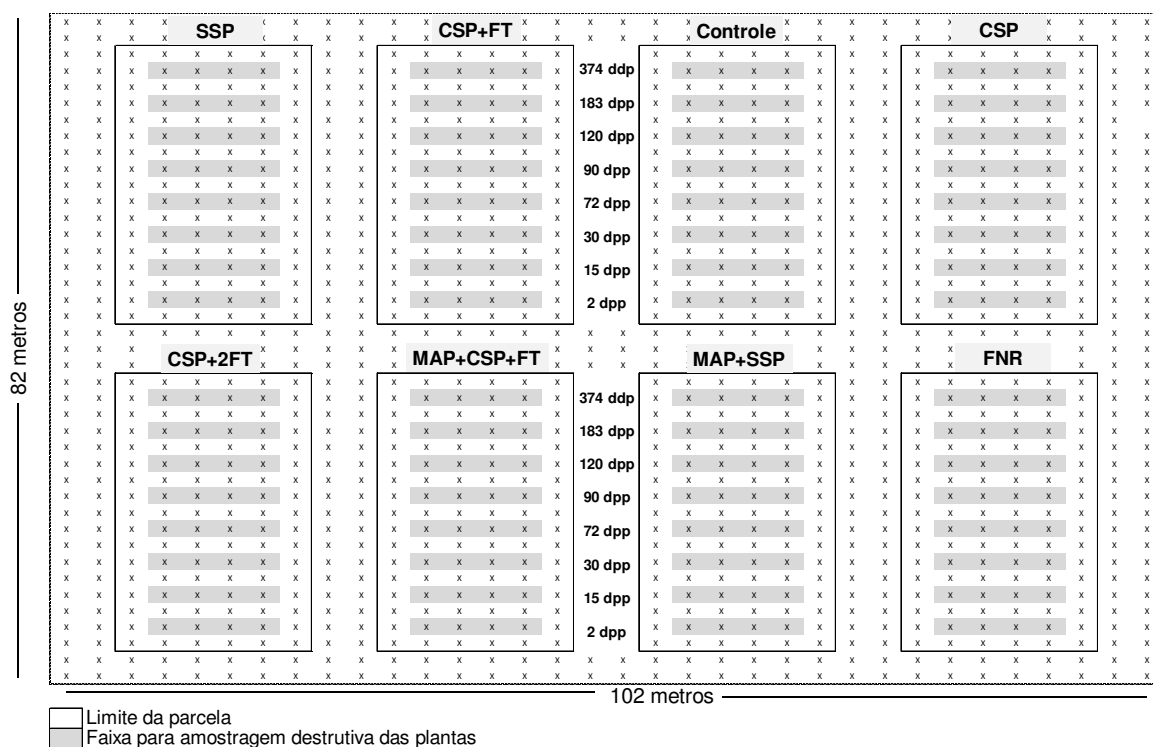 SSP CSP+FT Controle CSP
374 ddp
183 dpp
120 dpp
90 dpp
72 dpp
30 dpp
15 dpp
2 dpp
CSP+2FT MAP+CSP+FT MAP+SSP FNR
374 ddp
183 dpp
120 dpp
90 dpp
72 dpp
30 dpp
15 dpp
2 dpp
82 metros
102 metros
Limite da parcela
Faixa para amostragem destrutiva das plantas